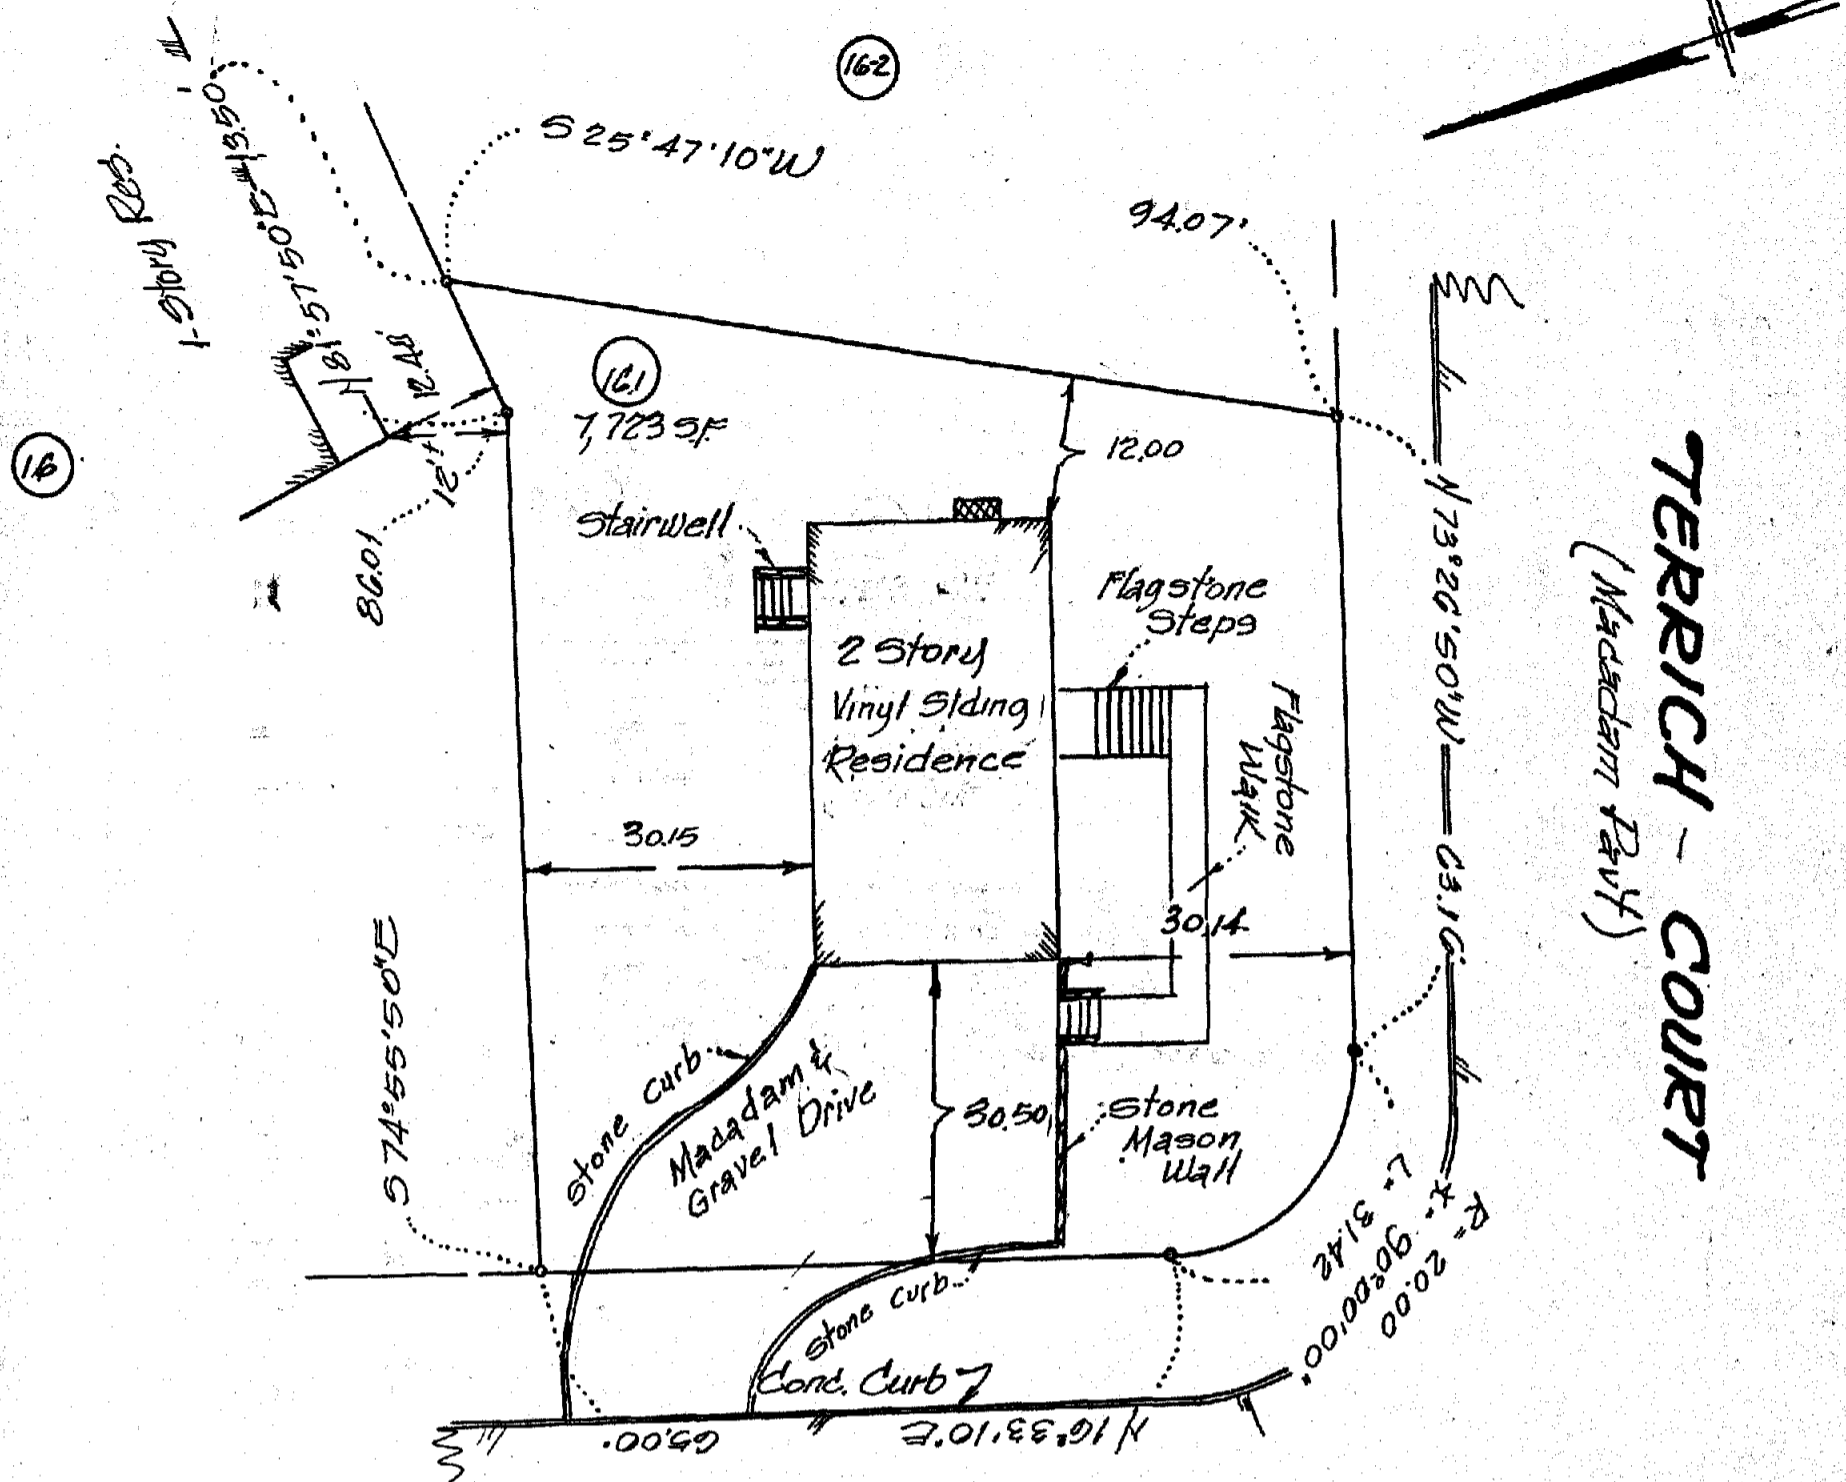 16-2
S 25°47'10"W
94.07'
1-Story Res.
N 81°57'50"E
13.50
12.48
12'±
16
16.1
7,723 SF
12.00
86.01
Stairwell
2 Story
Vinyl Siding
Residence
Flagstone
Steps
Flagstone
Walk
30.15
30.14
N 73°26'50"W
63.16
TERRICH - COURT
(Macadam Pav't)
S 74°55'50"E
Stone Curb
Macadam &
Gravel Drive
30.50
Stone
Mason
Wall
R= 20.00
90°00'00"
L= 31.42
Stone Curb
Conc. Curb
65.00'
N 16°33'10"E